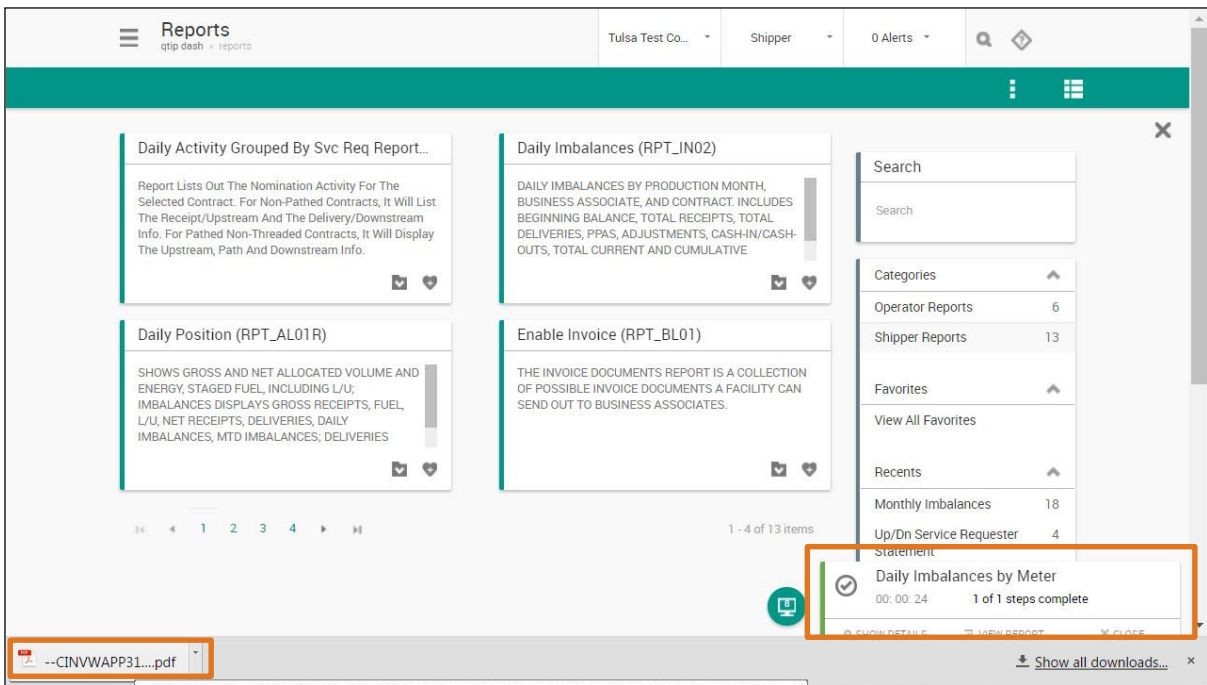 Reports
qtip dash › reports
Tulsa Test Co...
Shipper
0 Alerts
Daily Activity Grouped By Svc Req Report...
Report Lists Out The Nomination Activity For The
Selected Contract. For Non-Pathed Contracts, It Will List
The Receipt/Upstream And The Delivery/Downstream
Info. For Pathed Non-Threaded Contracts, It Will Display
The Upstream, Path And Downstream Info.
Daily Imbalances (RPT_IN02)
DAILY IMBALANCES BY PRODUCTION MONTH,
BUSINESS ASSOCIATE, AND CONTRACT. INCLUDES
BEGINNING BALANCE, TOTAL RECEIPTS, TOTAL
DELIVERIES, PPAS, ADJUSTMENTS, CASH-IN/CASH-
OUTS, TOTAL CURRENT AND CUMULATIVE
Daily Position (RPT_AL01R)
SHOWS GROSS AND NET ALLOCATED VOLUME AND
ENERGY, STAGED FUEL, INCLUDING L/U;
IMBALANCES DISPLAYS GROSS RECEIPTS, FUEL,
L/U, NET RECEIPTS, DELIVERIES, DAILY
IMBALANCES, MTD IMBALANCES; DELIVERIES
Enable Invoice (RPT_BL01)
THE INVOICE DOCUMENTS REPORT IS A COLLECTION
OF POSSIBLE INVOICE DOCUMENTS A FACILITY CAN
SEND OUT TO BUSINESS ASSOCIATES.
1 2 3 4
1 - 4 of 13 items
Search
Search
Categories
Operator Reports 6
Shipper Reports 13
Favorites
View All Favorites
Recents
Monthly Imbalances 18
Up/Dn Service Requester 4
Statement
8
Daily Imbalances by Meter
00: 00: 24 1 of 1 steps complete
SHOW DETAILS VIEW REPORT CLOSE
--CINVWAPP31....pdf
Show all downloads...